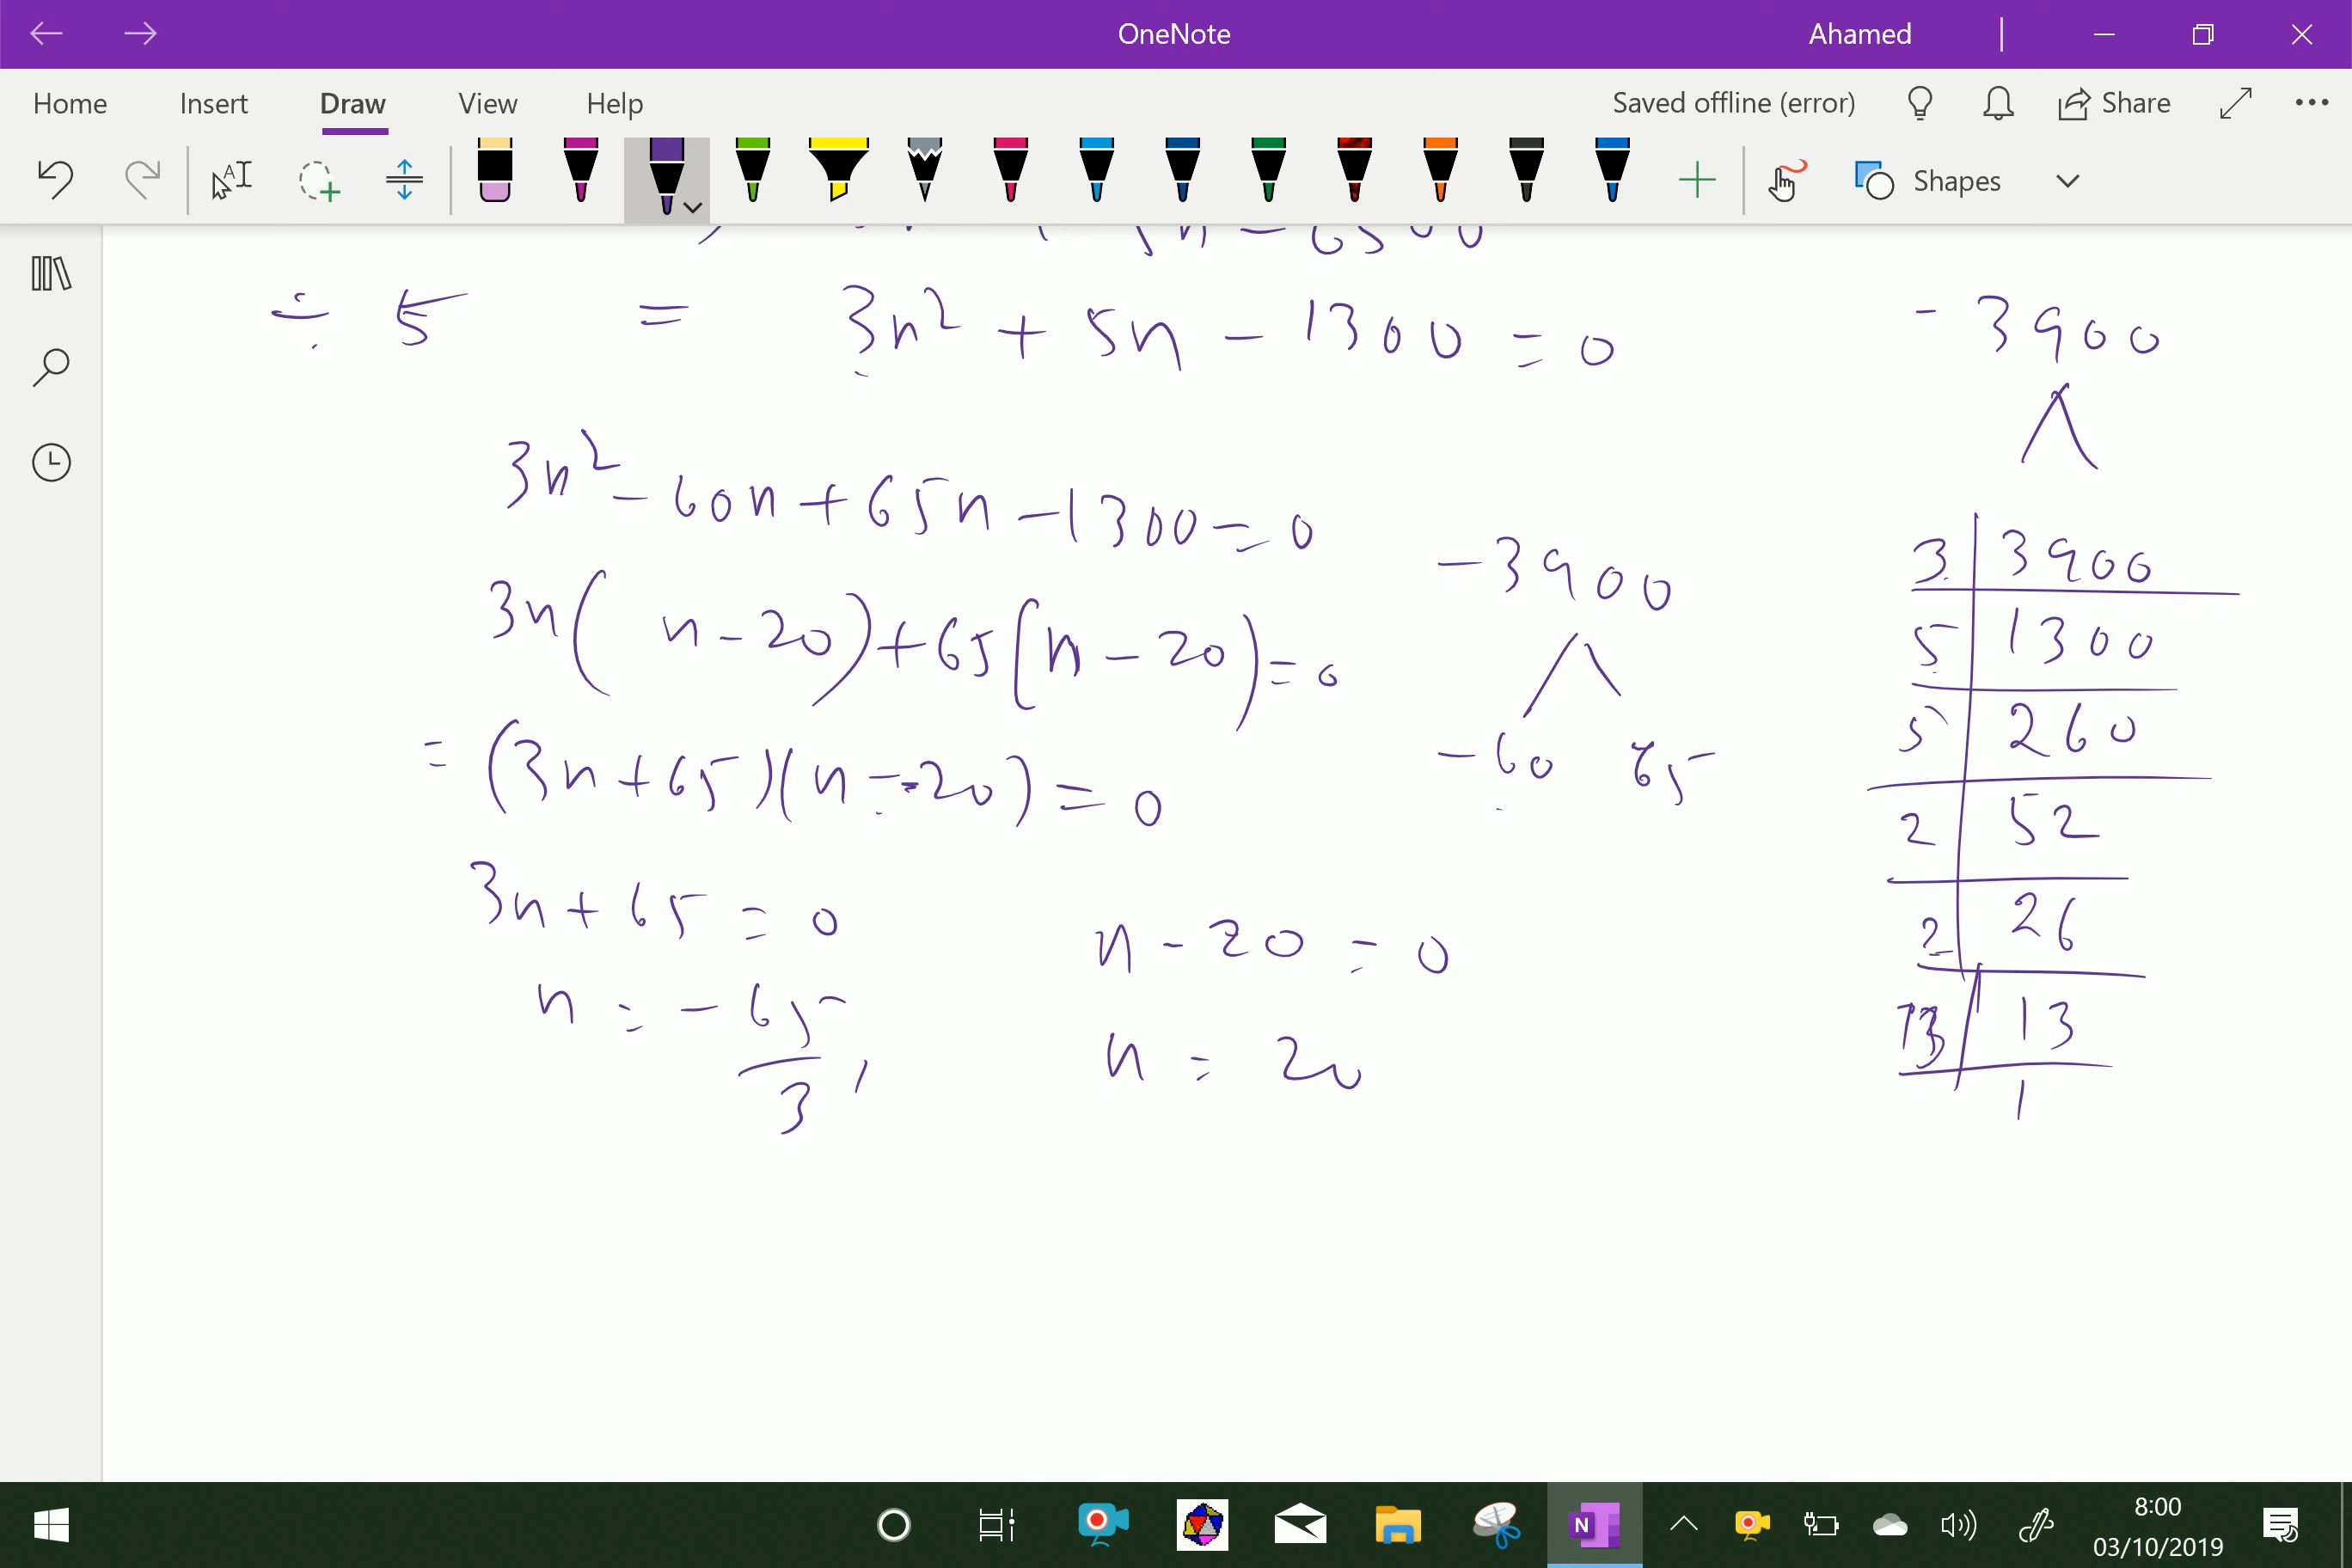 OneNote
Ahamed
Home Insert Draw View Help
Saved offline (error)
Share
Shapes
n - 6500
÷ 5 = 3n² + 5n - 1300 = 0
3n² - 60n + 65n - 1300 = 0
3n( n - 20) + 65(n - 20) = 0
= (3n + 65)(n - 20) = 0
3n + 65 = 0
n = - 65
3
n - 20 = 0
n = 20
- 3900
- 60 65
- 3900
3 3900
5 1300
5 260
2 52
2 26
13 13
1
8:00
03/10/2019